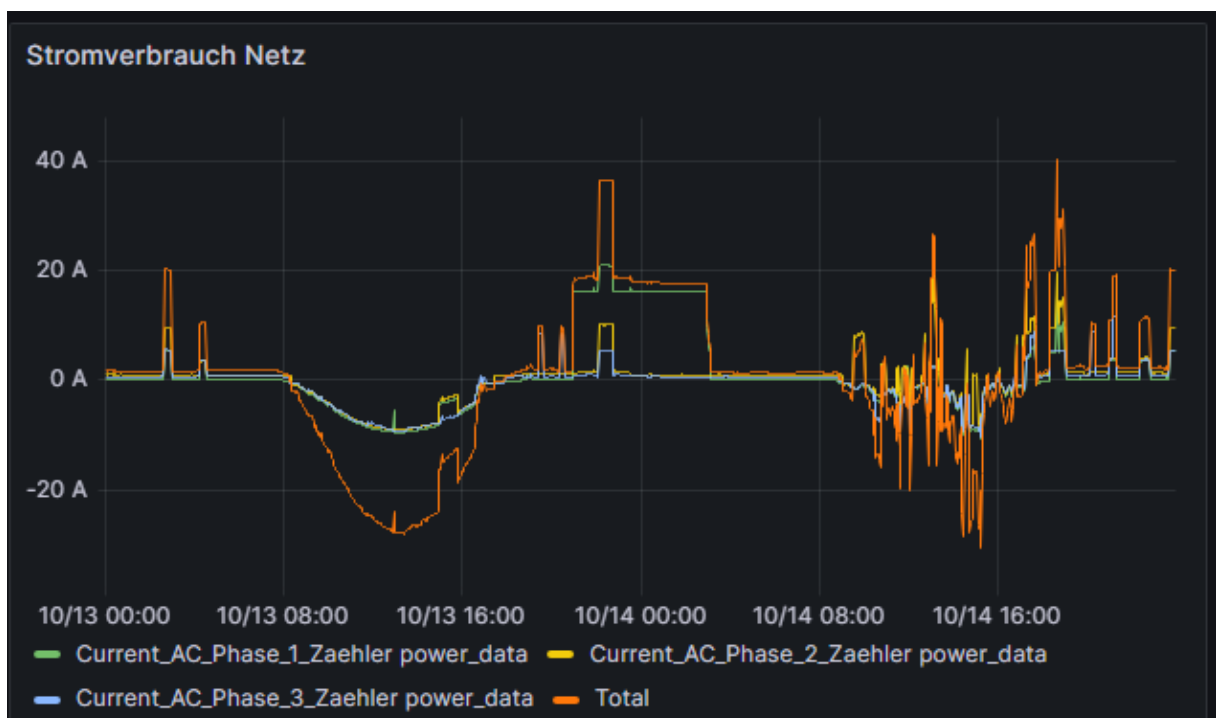 Stromverbrauch Netz
40 A
20 A
0 A
-20 A
10/13 00:00 10/13 08:00 10/13 16:00 10/14 00:00 10/14 08:00 10/14 16:00
Current_AC_Phase_1_Zaehler power_data Current_AC_Phase_2_Zaehler power_data
Current_AC_Phase_3_Zaehler power_data Total